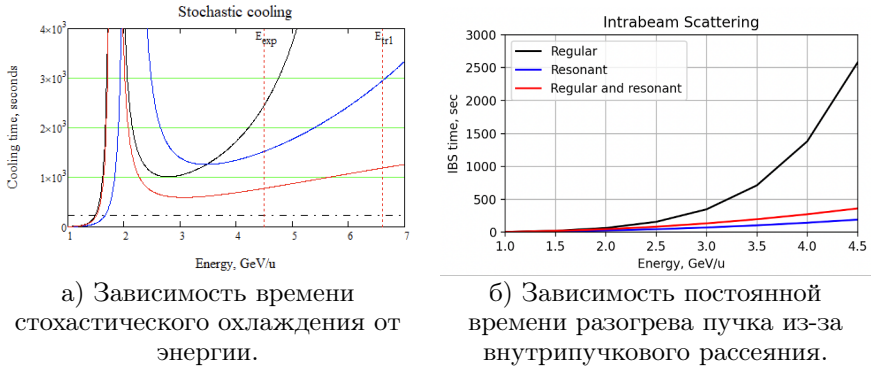 Stochastic cooling
Cooling time, seconds
4×10³
3×10³
2×10³
1×10³
0
1 2 3 4 5 6 7
E_exp
E_tr1
Energy, GeV/u
а) Зависимость времени
стохастического охлаждения от
энергии.
Intrabeam Scattering
IBS time, sec
3000
2500
2000
1500
1000
500
0
Regular
Resonant
Regular and resonant
1.0 1.5 2.0 2.5 3.0 3.5 4.0 4.5
Energy, GeV/u
б) Зависимость постоянной
времени разогрева пучка из-за
внутрипучкового рассеяния.